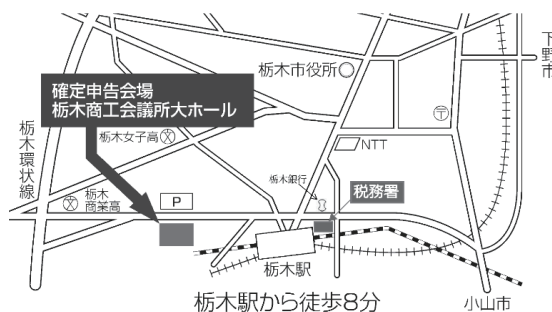 確定申告会場
栃木商工会議所大ホール
栃木市役所
下野市
栃木環状線
栃木女子高
文
〒
NTT
栃木銀行
税務署
文
栃木
商業高
P
栃木駅
栃木駅から徒歩8分
小山市